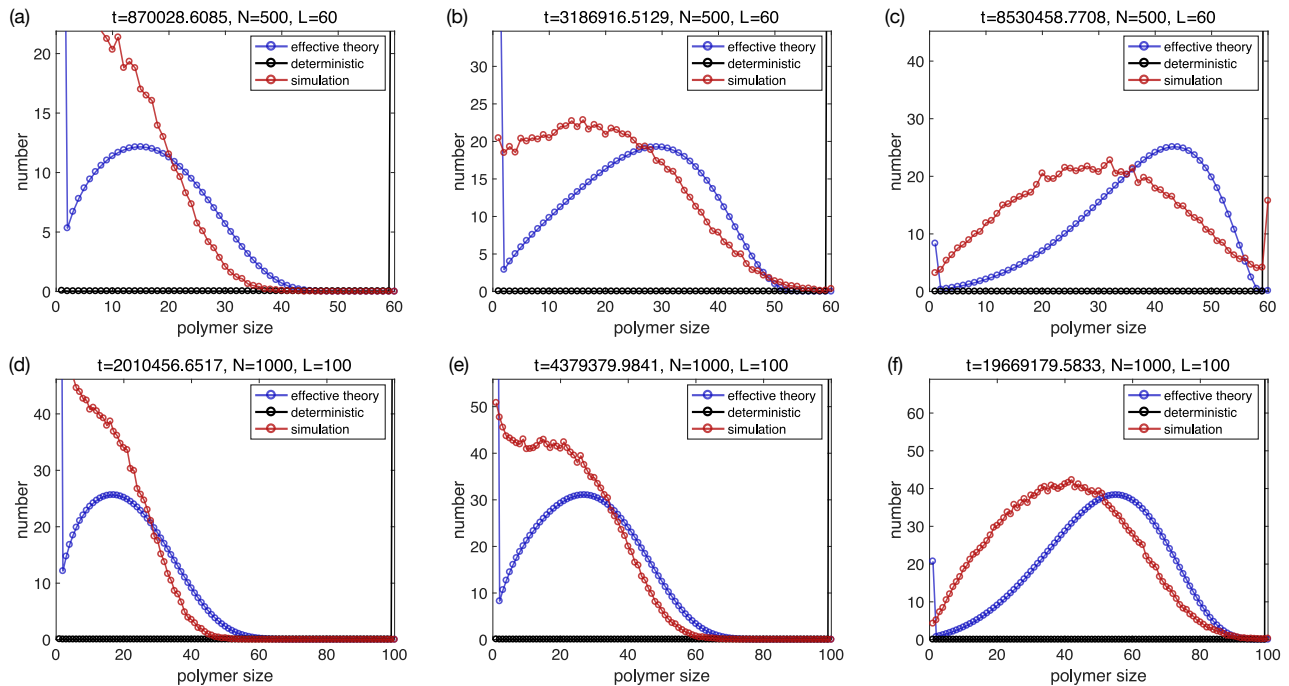 (a) t=870028.6085, N=500, L=60
effective theory
deterministic
simulation
number
20
15
10
5
0
0 10 20 30 40 50 60
polymer size
(b) t=3186916.5129, N=500, L=60
effective theory
deterministic
simulation
number
30
25
20
15
10
5
0
0 10 20 30 40 50 60
polymer size
(c) t=8530458.7708, N=500, L=60
effective theory
deterministic
simulation
number
40
30
20
10
0
0 10 20 30 40 50 60
polymer size
(d) t=2010456.6517, N=1000, L=100
effective theory
deterministic
simulation
number
40
30
20
10
0
0 20 40 60 80 100
polymer size
(e) t=4379379.9841, N=1000, L=100
effective theory
deterministic
simulation
number
50
40
30
20
10
0
0 20 40 60 80 100
polymer size
(f) t=19669179.5833, N=1000, L=100
effective theory
deterministic
simulation
number
60
50
40
30
20
10
0
0 20 40 60 80 100
polymer size